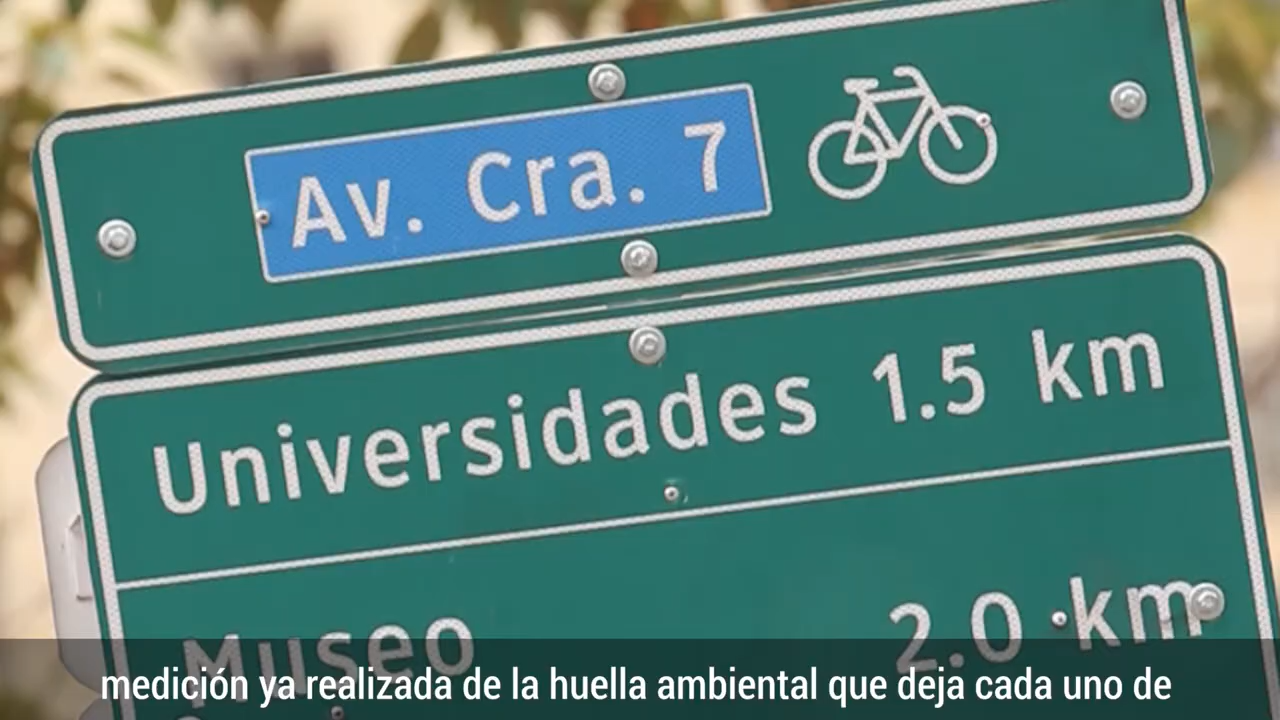 Av. Cra. 7
Universidades 1.5 km
Museo 2.0 km
medición ya realizada de la huella ambiental que deja cada uno de